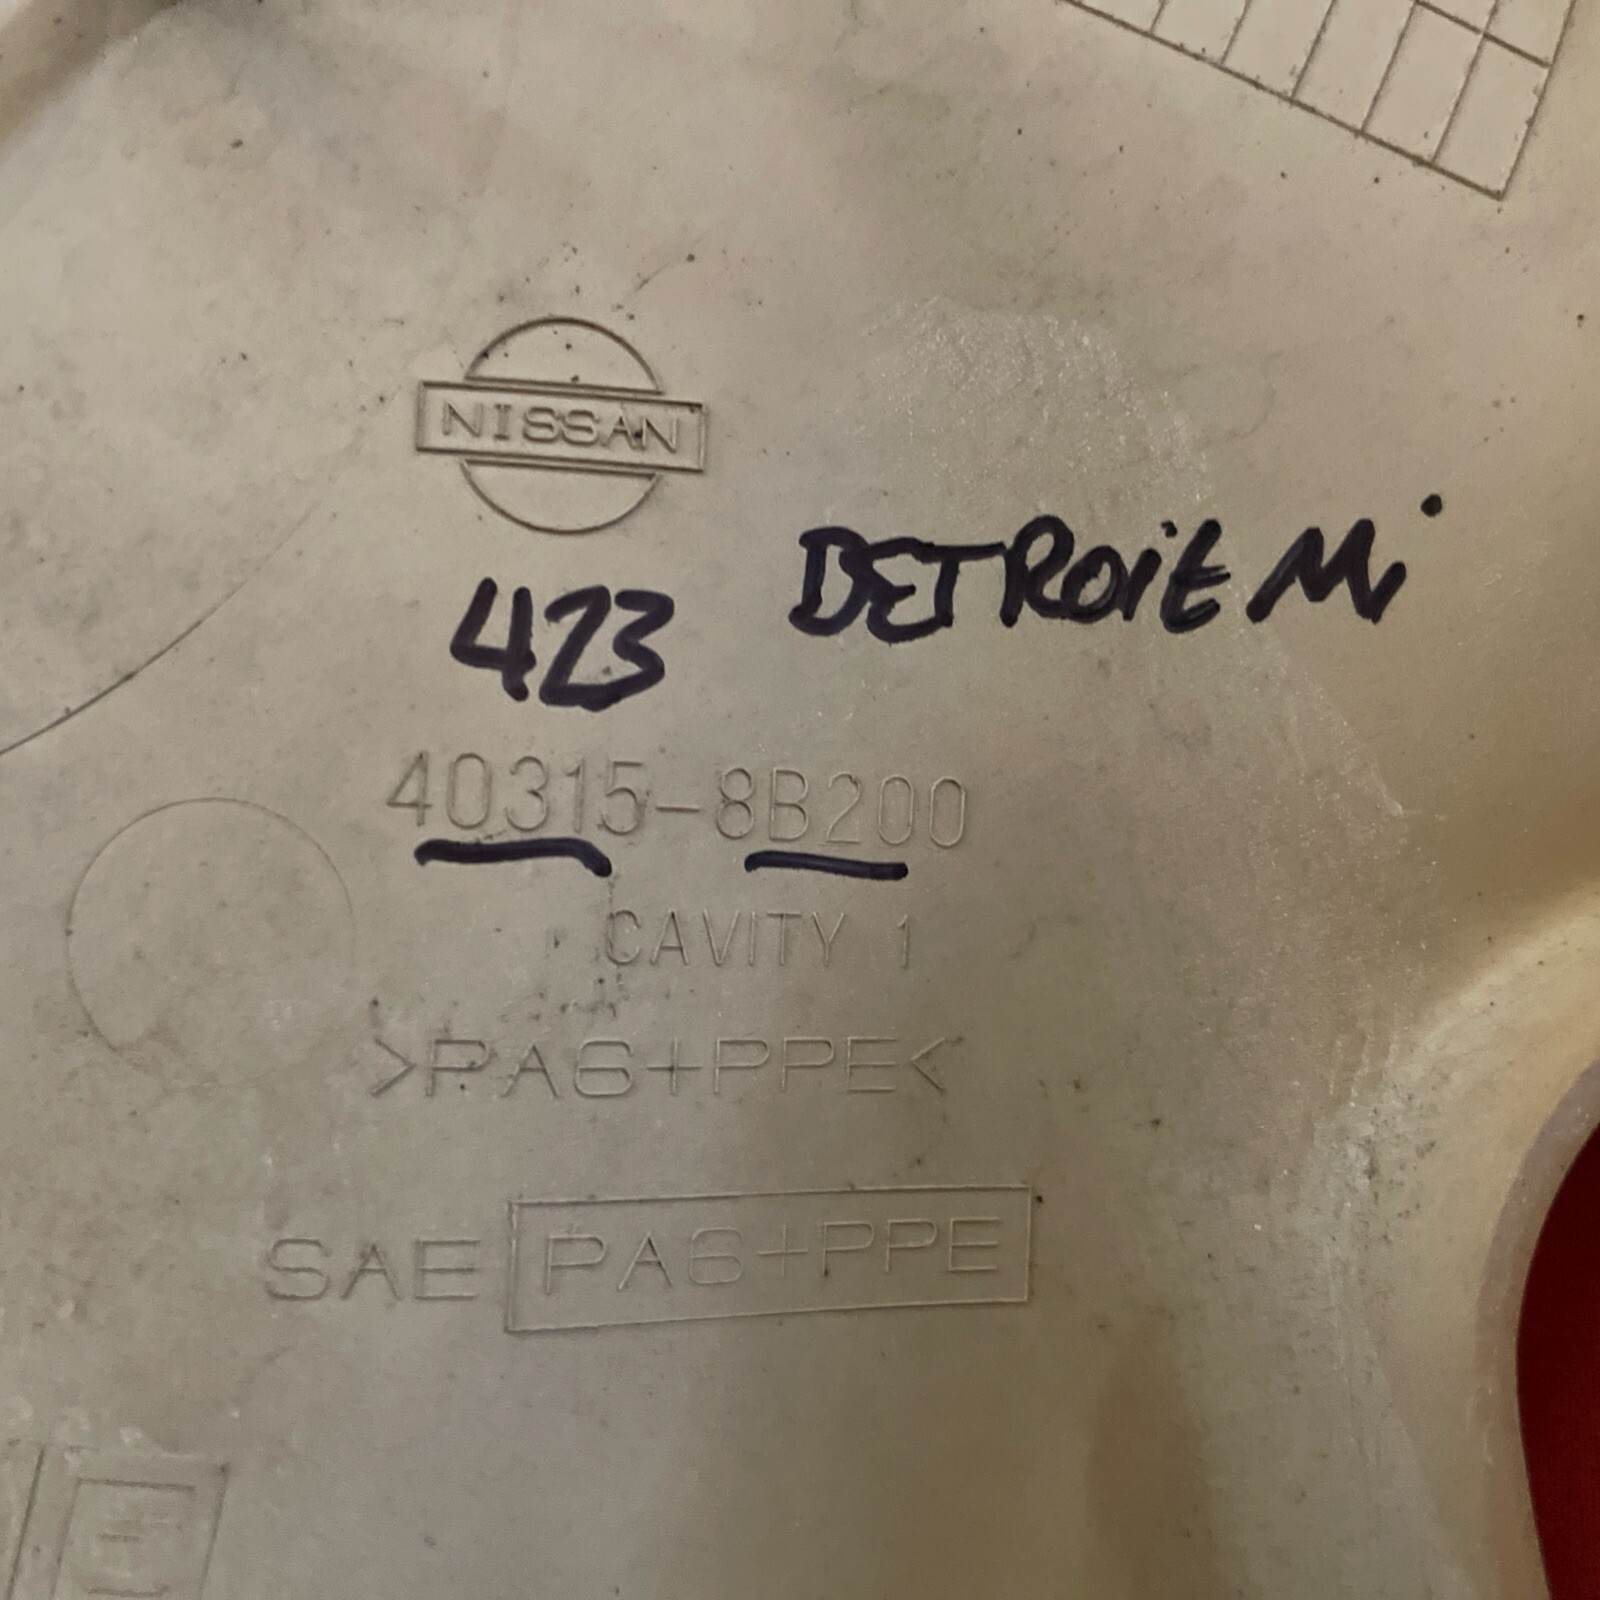 NISSAN
423 DETROIT Mi
40315-8B200
CAVITY 1
>PA6+PPE<
SAE PA6+PPE